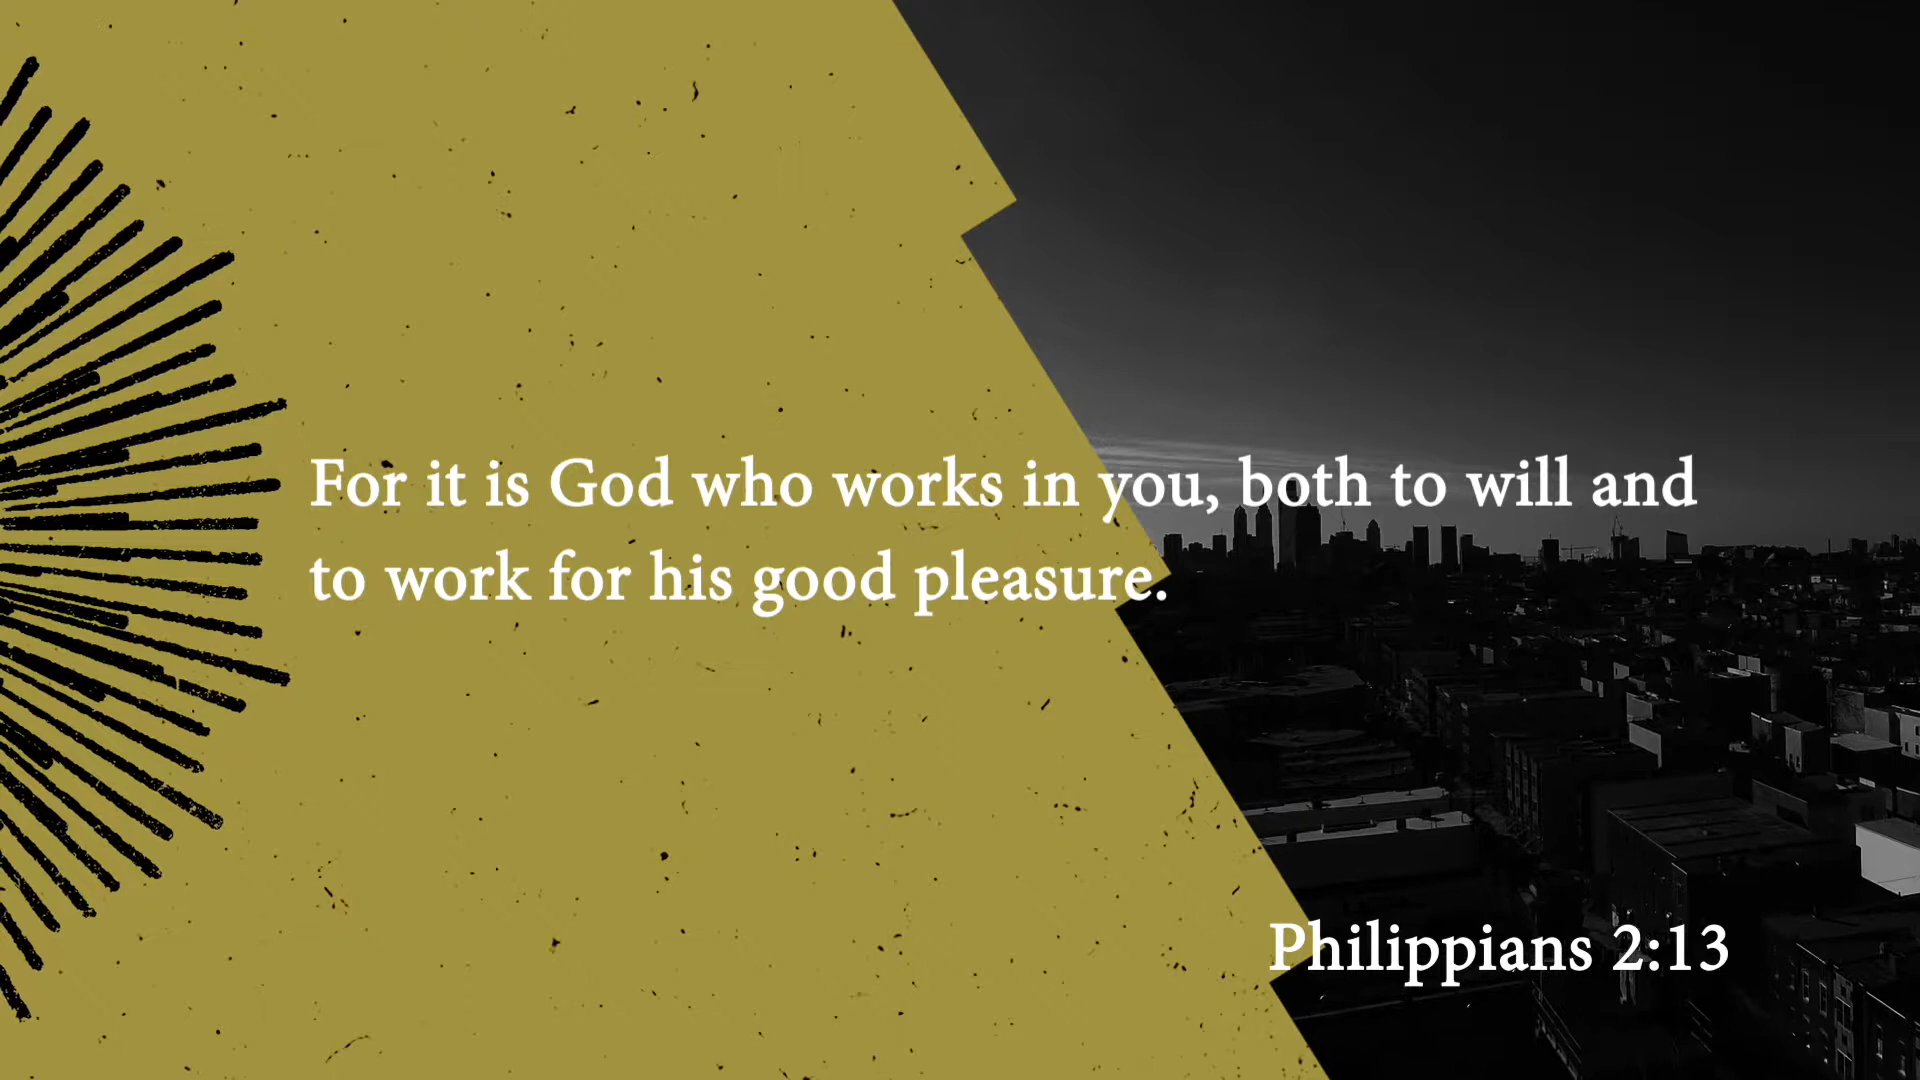 For it is God who works in you, both to will and
to work for his good pleasure.
Philippians 2:13